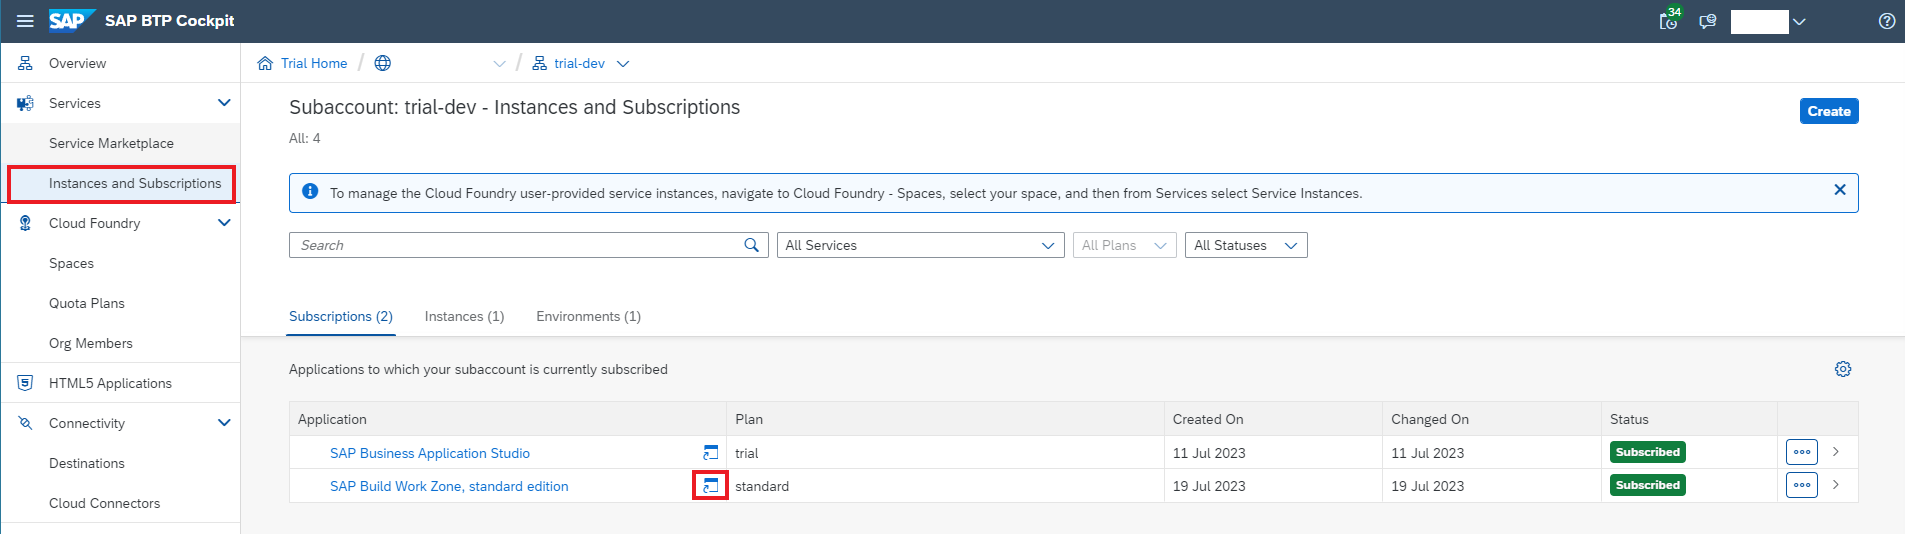 SAP SAP BTP Cockpit 34
Overview
Services
Service Marketplace
Instances and Subscriptions
Cloud Foundry
Spaces
Quota Plans
Org Members
HTML5 Applications
Connectivity
Destinations
Cloud Connectors
Trial Home / / trial-dev
Subaccount: trial-dev - Instances and Subscriptions
Create
All: 4
To manage the Cloud Foundry user-provided service instances, navigate to Cloud Foundry - Spaces, select your space, and then from Services select Service Instances.
Search All Services All Plans All Statuses
Subscriptions (2) Instances (1) Environments (1)
Applications to which your subaccount is currently subscribed
Application Plan Created On Changed On Status
SAP Business Application Studio trial 11 Jul 2023 11 Jul 2023 Subscribed
SAP Build Work Zone, standard edition standard 19 Jul 2023 19 Jul 2023 Subscribed